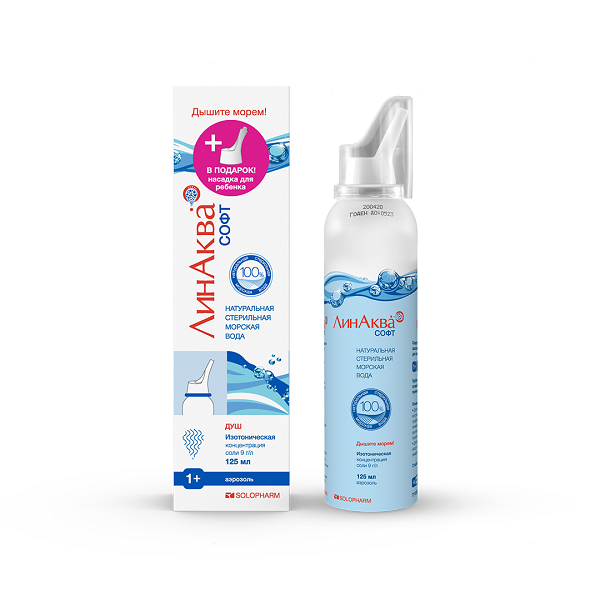 Дышите морем!
+
В ПОДАРОК!
насадка для
ребенка
ЛинАква
СОФТ
100%
НАТУРАЛЬНАЯ
СТЕРИЛЬНАЯ
МОРСКАЯ
ВОДА
ДУШ
Изотоническая
концентрация
соли 9 г/л
125 мл
1+
аэрозоль
SOLOPHARM
200420
ГОДЕН ДО 0523
ЛинАква
СОФТ
НАТУРАЛЬНАЯ
СТЕРИЛЬНАЯ
МОРСКАЯ
ВОДА
100%
Дышите морем!
Изотоническая
концентрация
соли 9 г/л
125 мл
аэрозоль
SOLOPHARM